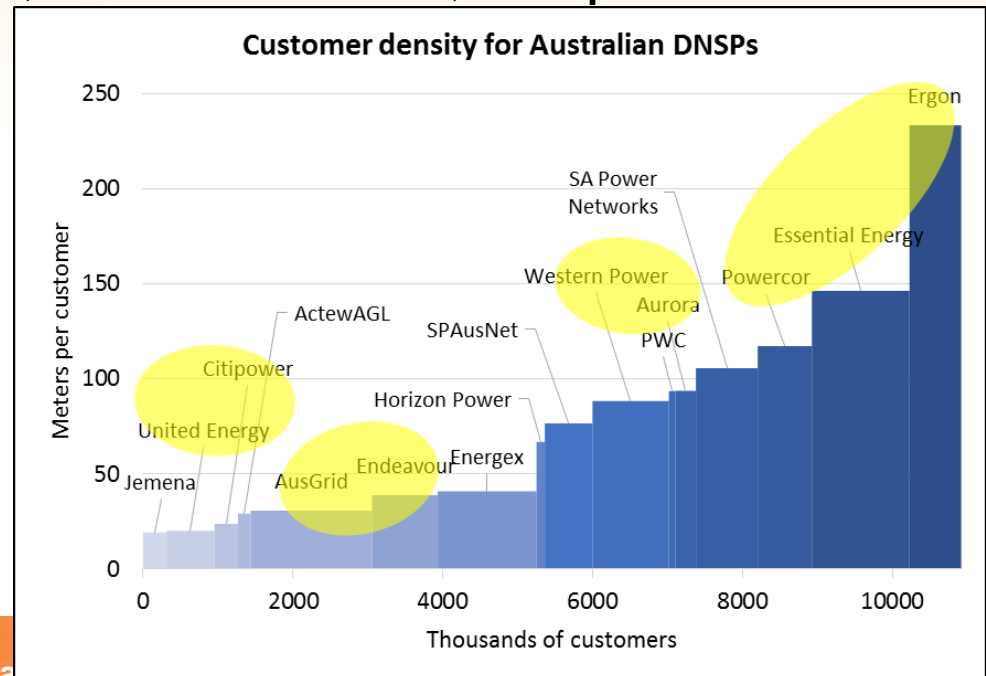 Customer density for Australian DNSPs
250
200
150
100
50
0
Meters per customer
Ergon
SA Power
Networks
Essential Energy
Western Power
Powercor
Aurora
ActewAGL
SPAusNet
PWC
Citipower
Horizon Power
United Energy
Endeavour
Energex
Jemena
AusGrid
0
2000
4000
6000
8000
10000
Thousands of customers